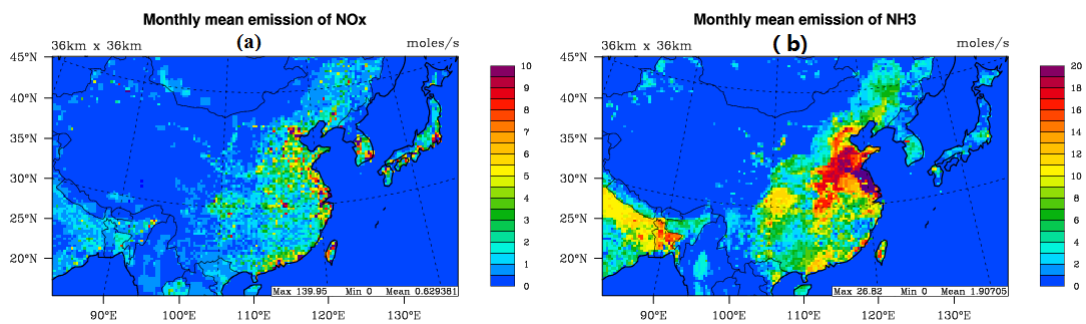 Monthly mean emission of NOx
36km x 36km
(a)
moles/s
45°N
40°N
35°N
30°N
25°N
20°N
90°E
100°E
110°E
120°E
130°E
Max 139.95 Min 0 Mean 0.629381
10
9
8
7
6
5
4
3
2
1
0
Monthly mean emission of NH3
36km x 36km
( b )
moles/s
45°N
40°N
35°N
30°N
25°N
20°N
90°E
100°E
110°E
120°E
130°E
Max 26.82 Min 0 Mean 1.90705
20
18
16
14
12
10
8
6
4
2
0